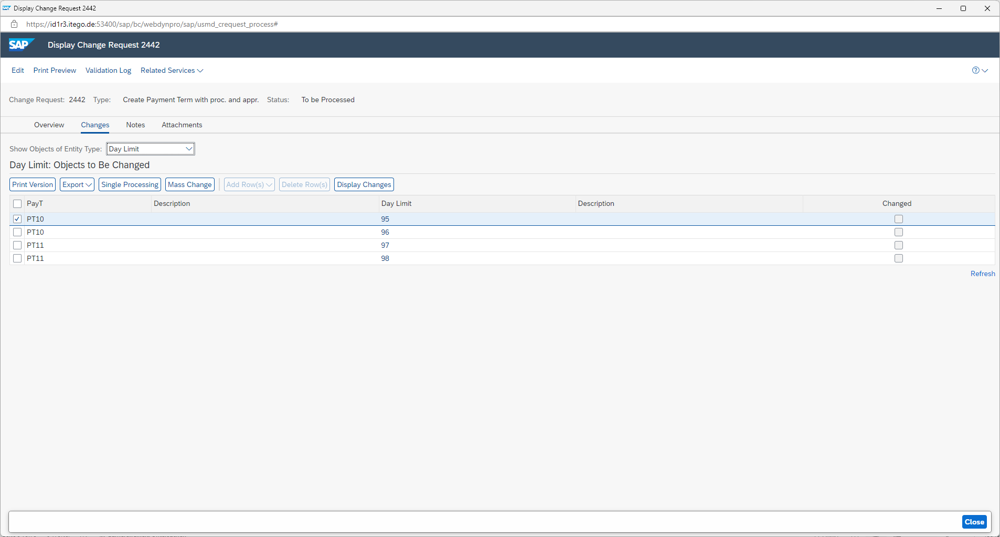 Display Change Request 2442
https://id1r3.itego.de:53400/sap/bc/webdynpro/sap/usmd_crequest_process#
SAP Display Change Request 2442
Edit Print Preview Validation Log Related Services
Change Request: 2442 Type: Create Payment Term with proc. and appr. Status: To be Processed
Overview Changes Notes Attachments
Show Objects of Entity Type: Day Limit
Day Limit: Objects to Be Changed
Print Version Export Single Processing Mass Change Add Row(s) Delete Row(s) Display Changes
PayT Description Day Limit Description Changed
PT10 95
PT10 96
PT11 97
PT11 98
Refresh
Close